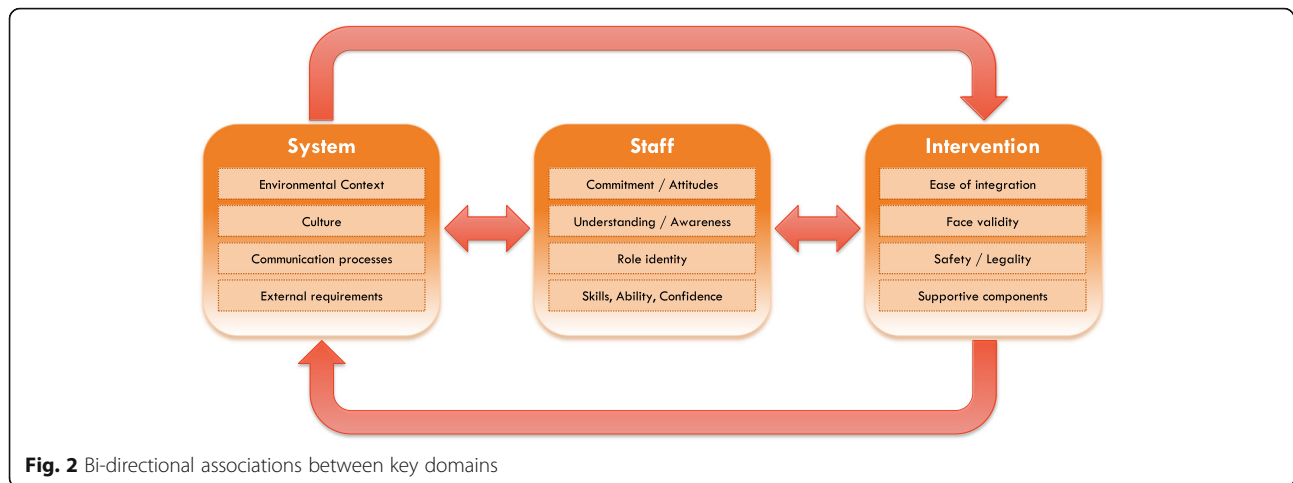 System
Environmental Context
Culture
Communication processes
External requirements
Staff
Commitment / Attitudes
Understanding / Awareness
Role identity
Skills, Ability, Confidence
Intervention
Ease of integration
Face validity
Safety / Legality
Supportive components
Fig. 2 Bi-directional associations between key domains